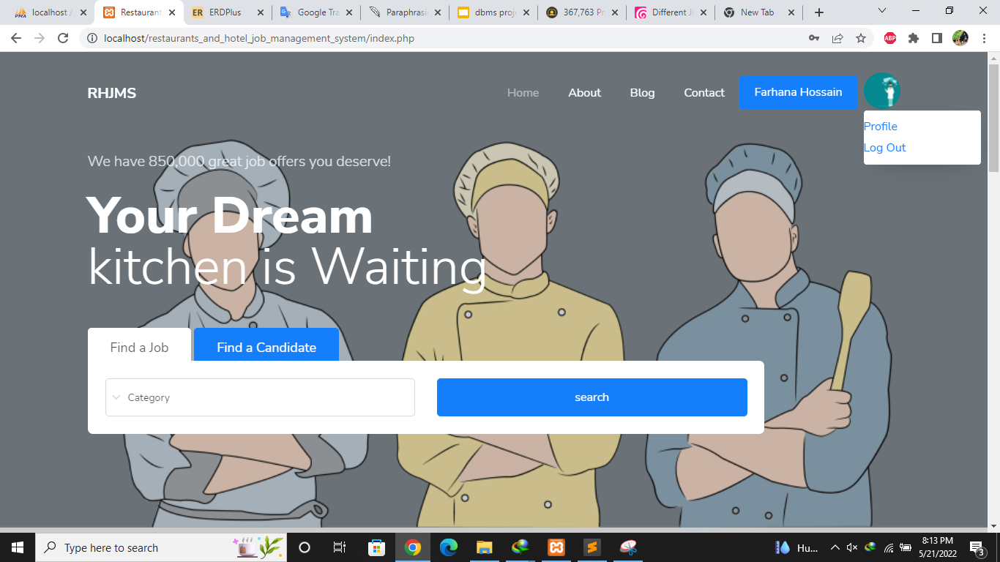 localhost /
Restaurant
ERDPlus
Google Tra
Paraphrasi
dbms proj
367,763 Pr
Different J
New Tab
localhost/restaurants_and_hotel_job_management_system/index.php
ABP
RHJMS
Home
About
Blog
Contact
Farhana Hossain
Profile
Log Out
We have 850,000 great job offers you deserve!
Your Dream
kitchen is Waiting
Find a Job
Find a Candidate
Category
search
Type here to search
Hu...
8:13 PM
5/21/2022
3